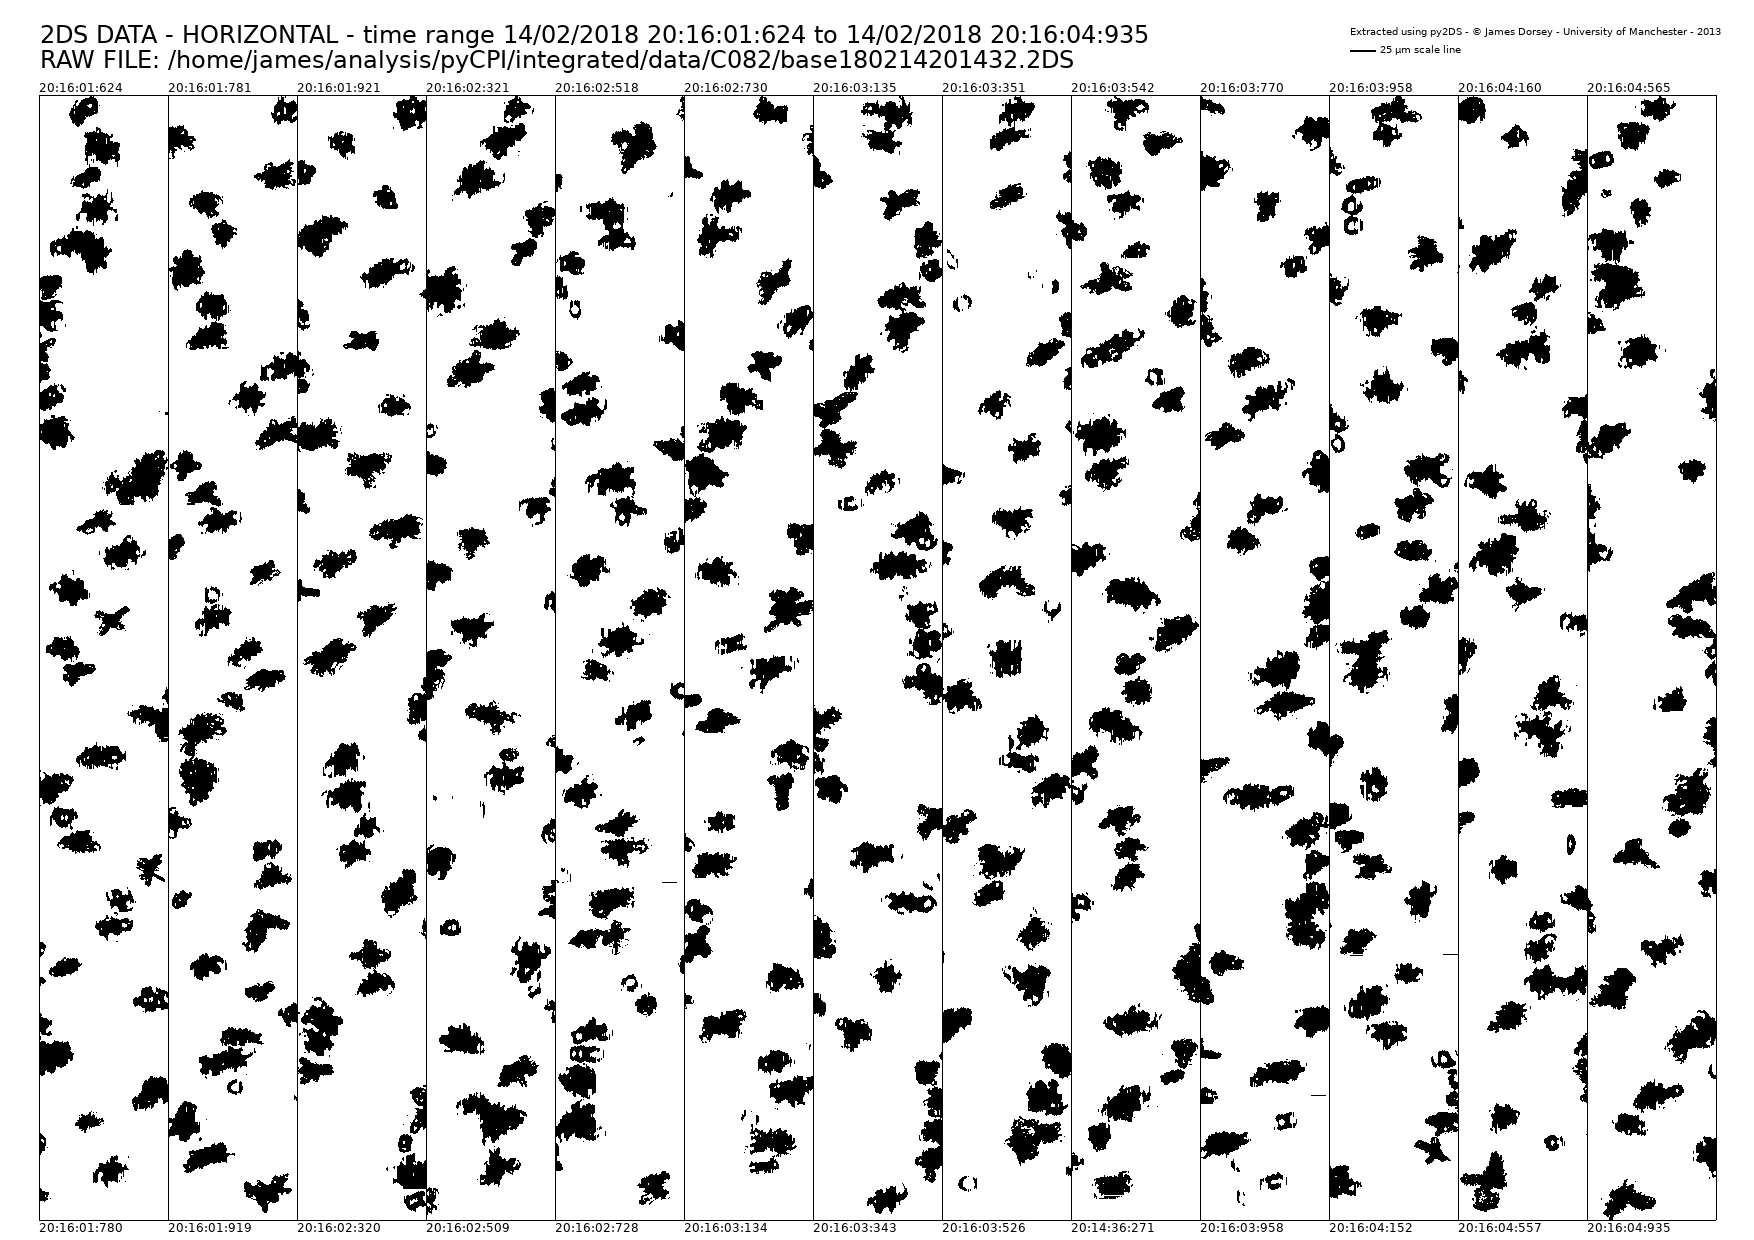 2DS DATA - HORIZONTAL - time range 14/02/2018 20:16:01:624 to 14/02/2018 20:16:04:935
RAW FILE: /home/james/analysis/pyCPI/integrated/data/C082/base180214201432.2DS
Extracted using py2DS - © James Dorsey - University of Manchester - 2013
25 µm scale line
20:16:01:624 20:16:01:781 20:16:01:921 20:16:02:321 20:16:02:518 20:16:02:730 20:16:03:135 20:16:03:351 20:16:03:542 20:16:03:770 20:16:03:958 20:16:04:160 20:16:04:565
20:16:01:780 20:16:01:919 20:16:02:320 20:16:02:509 20:16:02:728 20:16:03:134 20:16:03:343 20:16:03:526 20:14:36:271 20:16:03:958 20:16:04:152 20:16:04:557 20:16:04:935